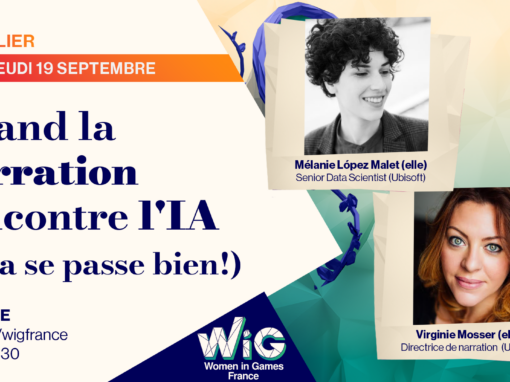 LIER
EUDI 19 SEPTEMBRE
and la
rration
contre l'IA
a se passe bien!)
E
/wigfrance
30
WiG
Women in Games
France
Mélanie López Malet (elle)
Senior Data Scientist (Ubisoft)
Virginie Mosser (el
Directrice de narration (U